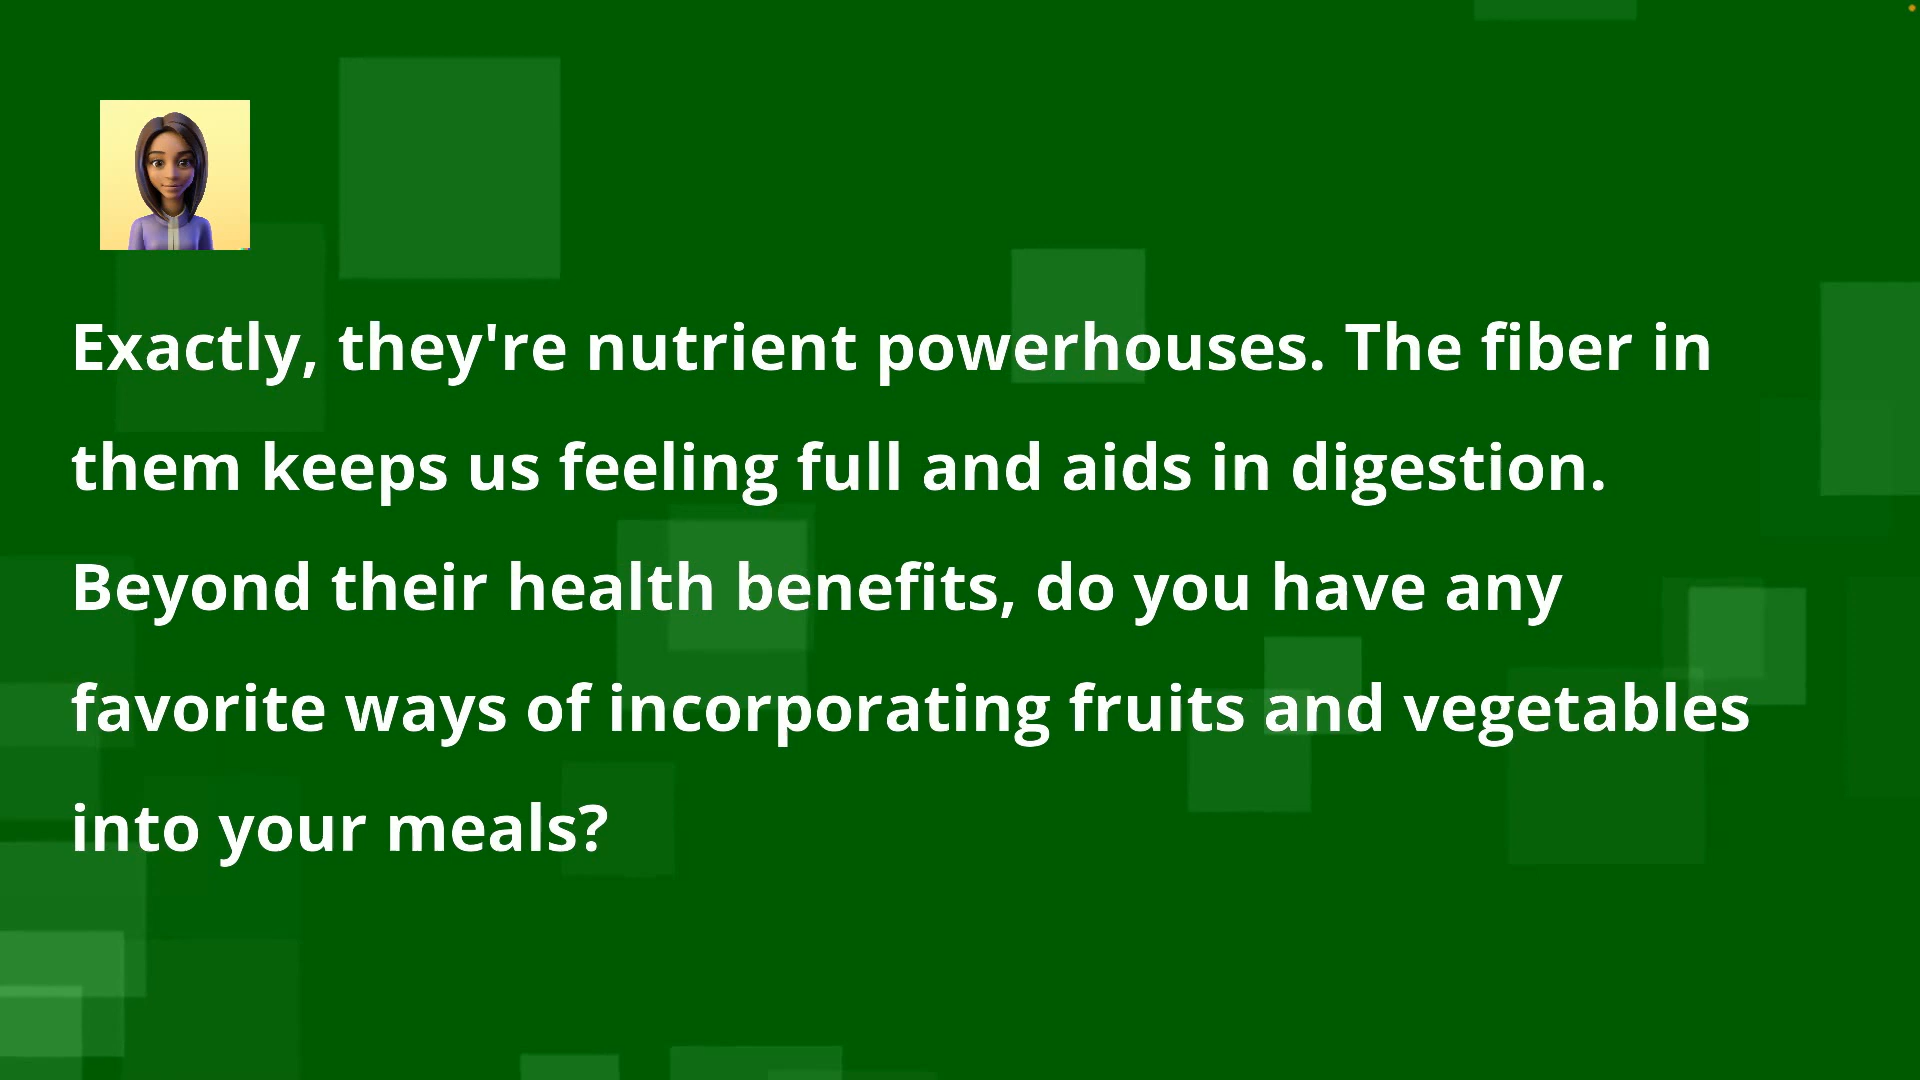 Exactly, they're nutrient powerhouses. The fiber in
them keeps us feeling full and aids in digestion.
Beyond their health benefits, do you have any
favorite ways of incorporating fruits and vegetables
into your meals?